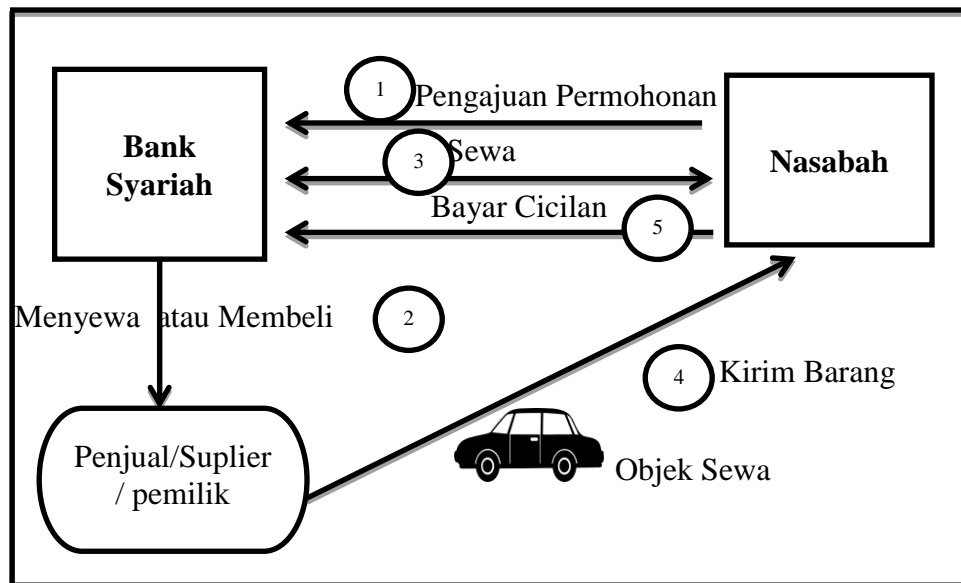 1
Pengajuan Permohonan
Bank
Syariah
3
Sewa
Nasabah
Bayar Cicilan
5
Menyewa atau Membeli
2
4
Kirim Barang
Penjual/Suplier
/ pemilik
Objek Sewa